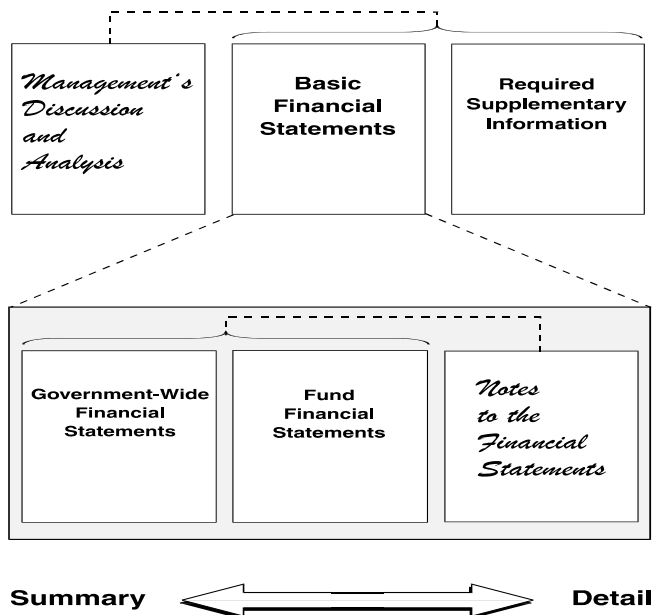 Management's
Discussion
and
Analysis
Basic
Financial
Statements
Required
Supplementary
Information
Government-Wide
Financial
Statements
Fund
Financial
Statements
Notes
to the
Financial
Statements
Summary
Detail